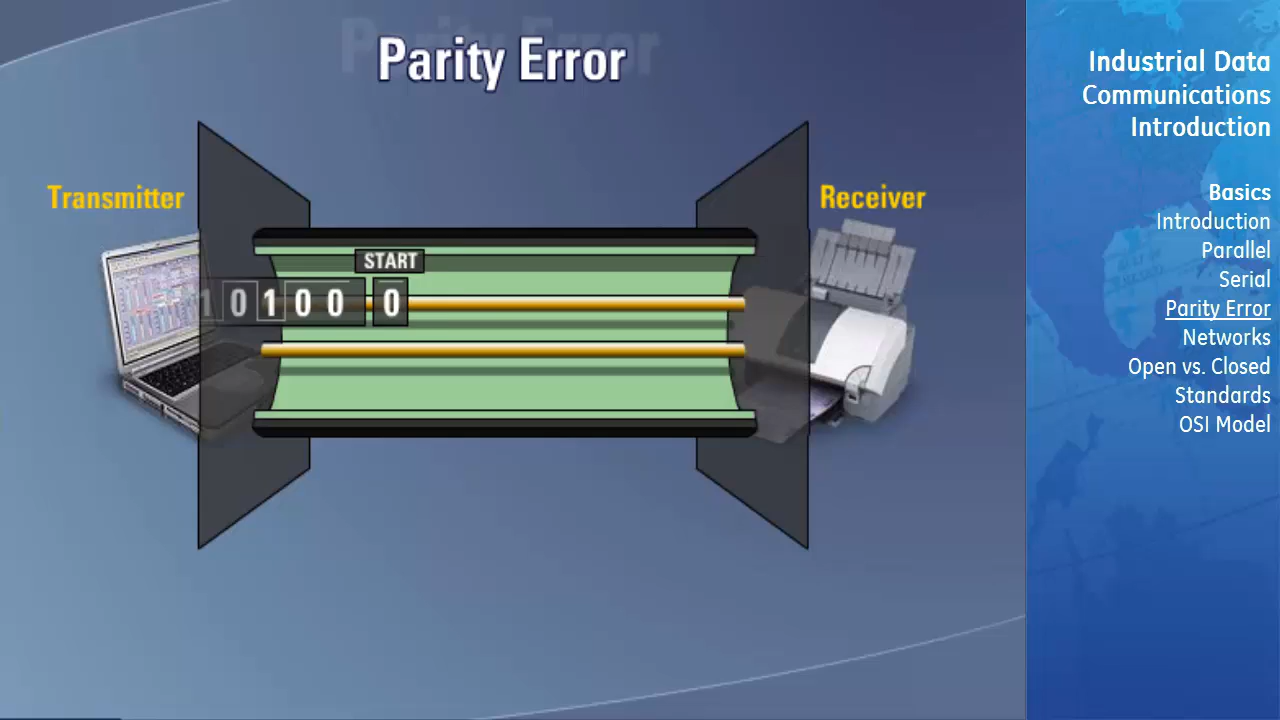 Parity Error
Transmitter
Receiver
START
1 0 1 0 0 0
Industrial Data
Communications
Introduction
Basics
Introduction
Parallel
Serial
Parity Error
Networks
Open vs. Closed
Standards
OSI Model